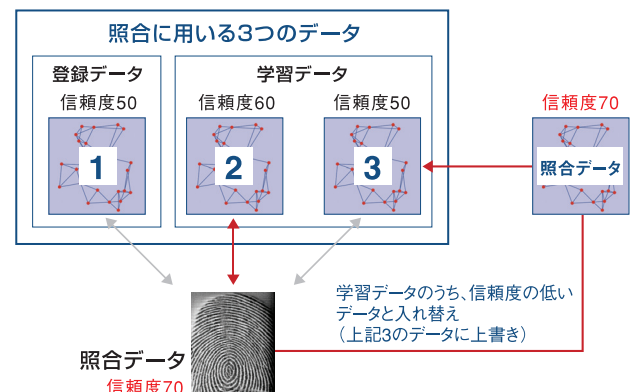 照合に用いる3つのデータ
登録データ
学習データ
信頼度50
信頼度60
信頼度50
信頼度70
1
2
3
照合データ
学習データのうち、信頼度の低い
データと入れ替え
（上記3のデータに上書き）
照合データ
信頼度70